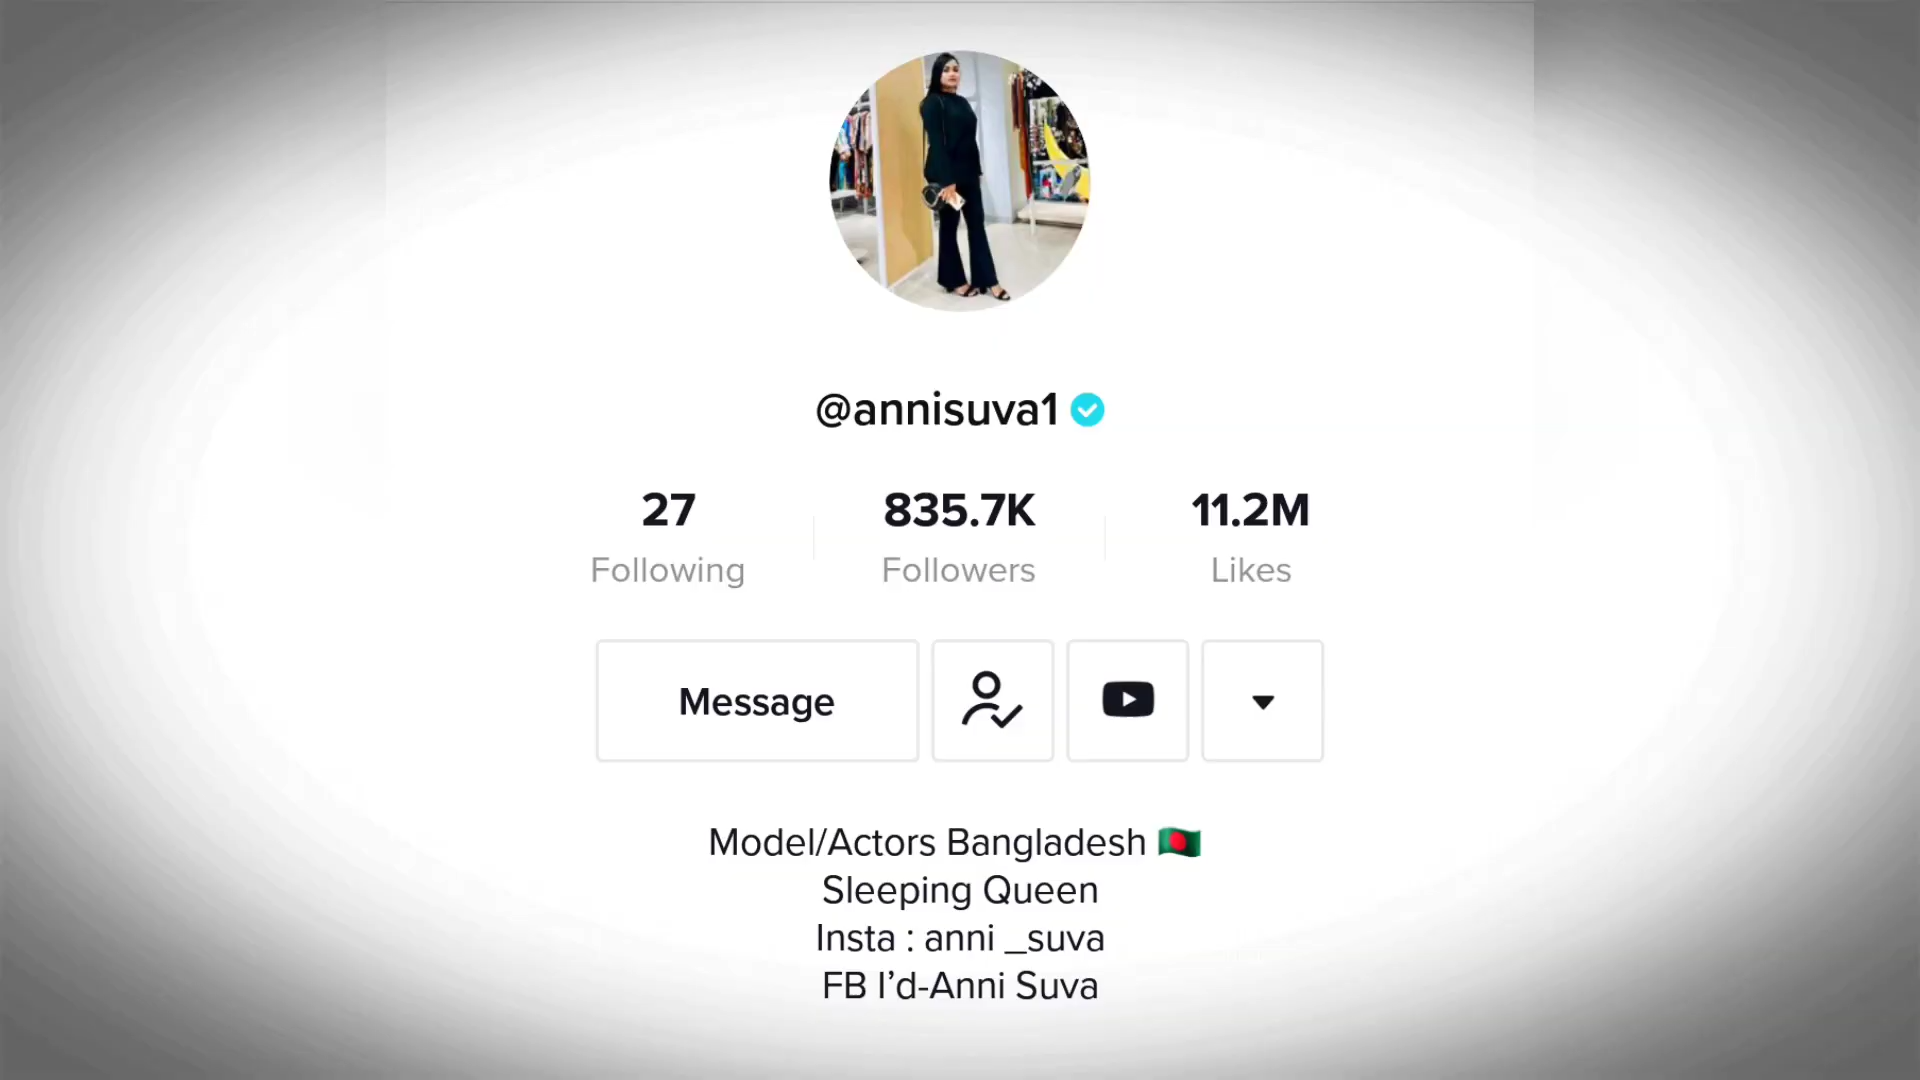 @annisuva1
27 835.7K 11.2M
Following Followers Likes
Message
Model/Actors Bangladesh 🇧🇩
Sleeping Queen
Insta : anni _suva
FB I’d-Anni Suva